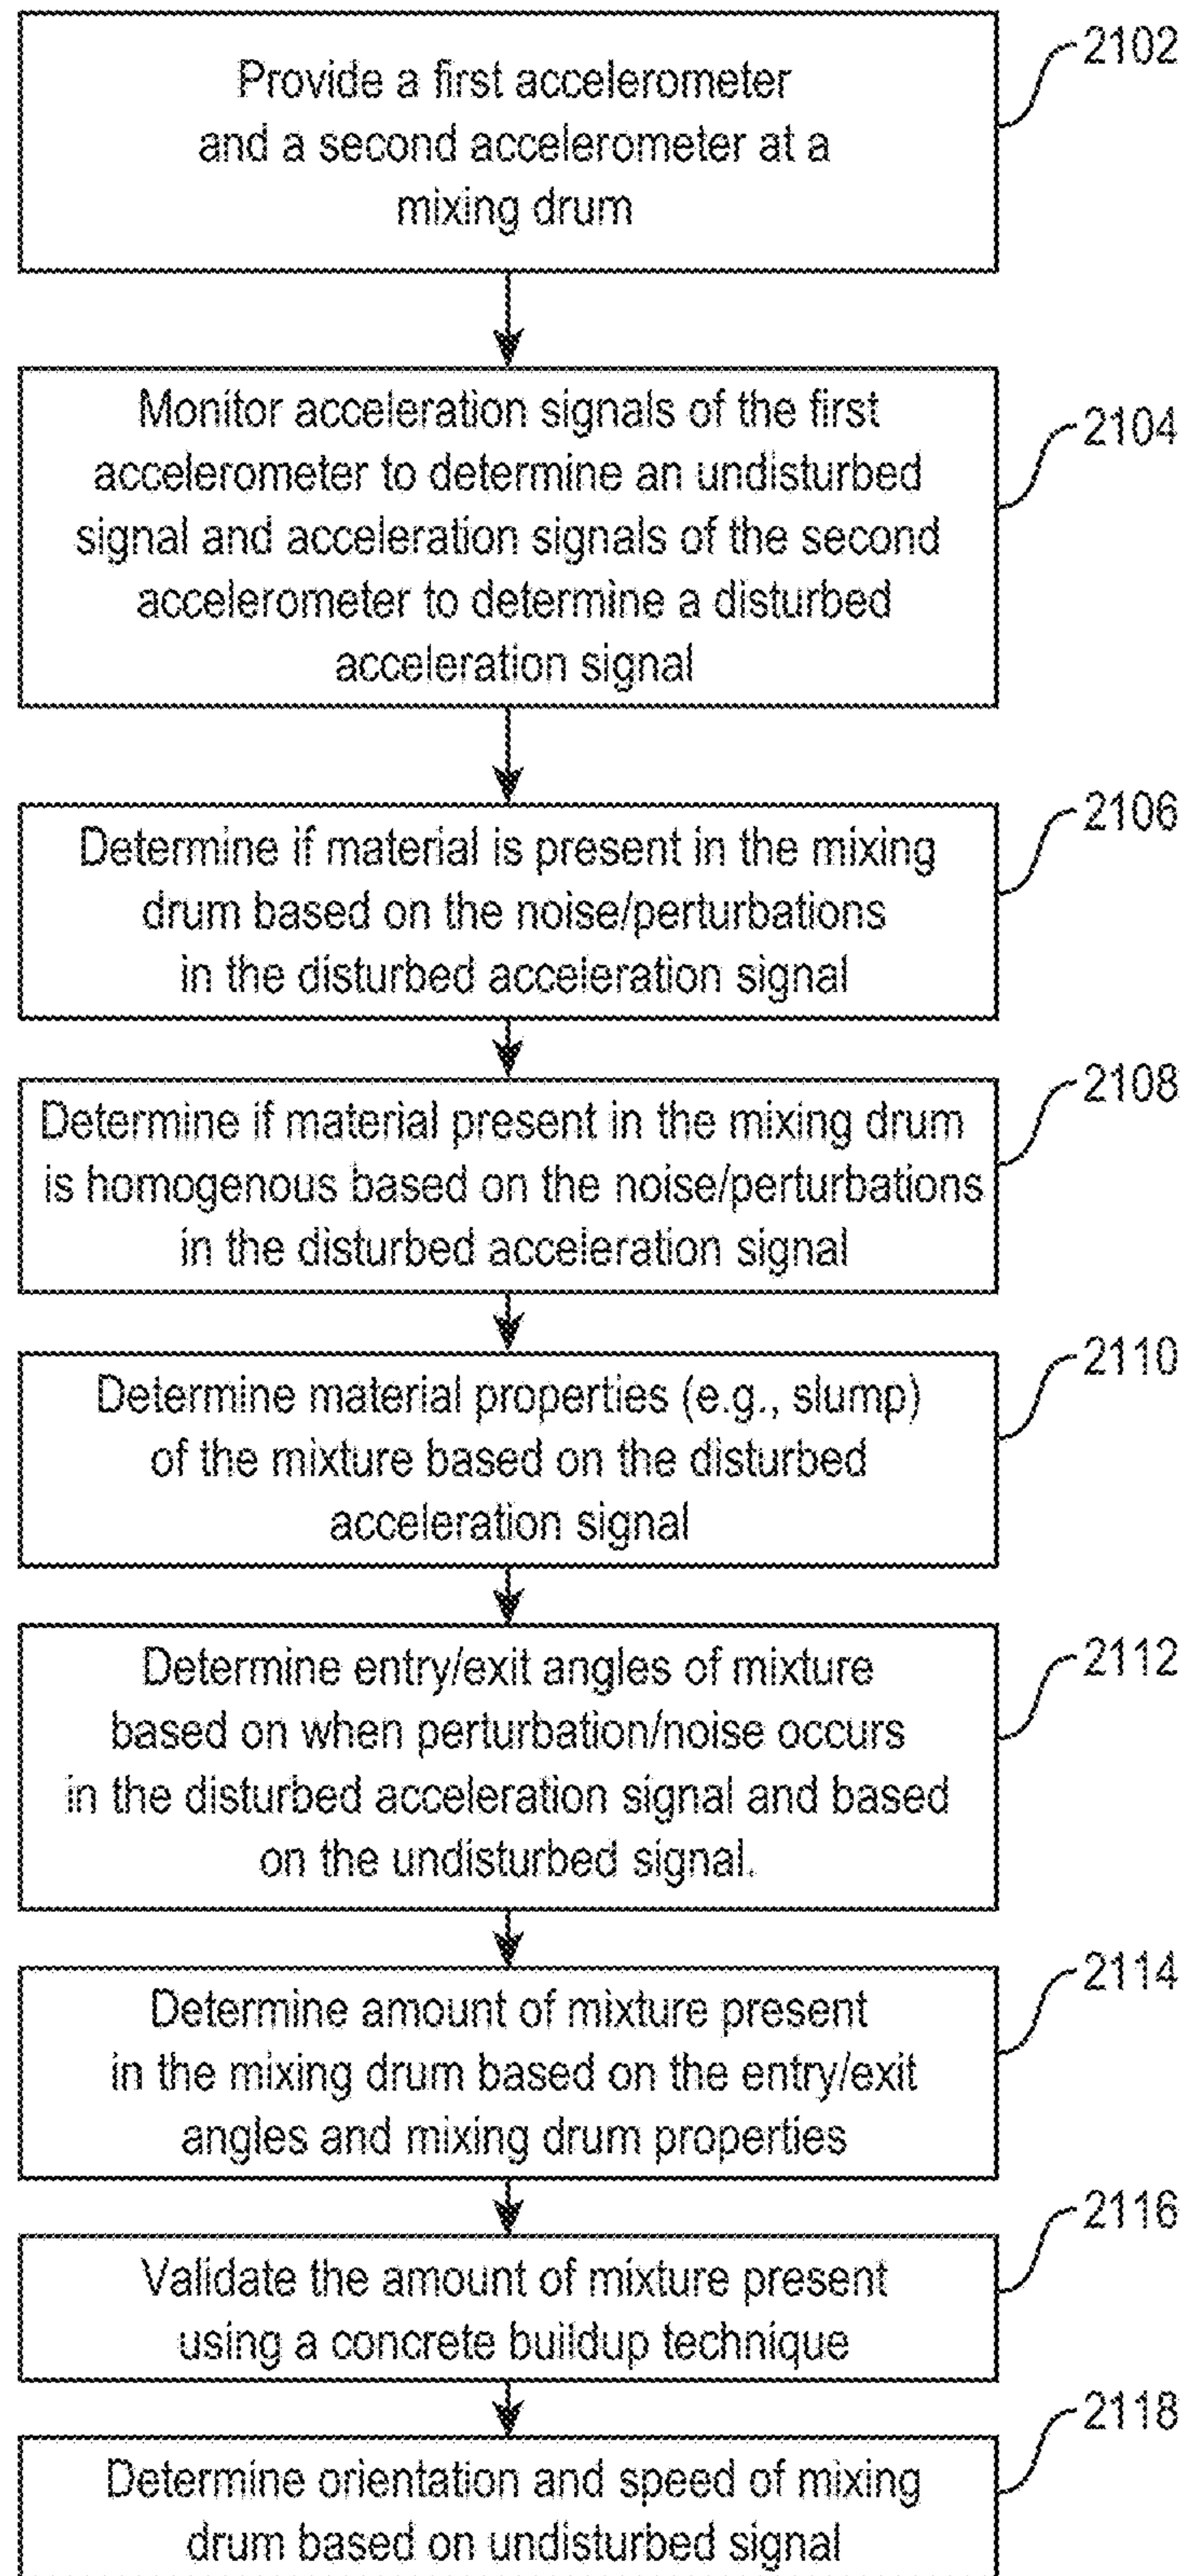 Provide a first accelerometer
and a second accelerometer at a
mixing drum
2102
Monitor acceleration signals of the first
accelerometer to determine an undisturbed
signal and acceleration signals of the second
accelerometer to determine a disturbed
acceleration signal
2104
Determine if material is present in the mixing
drum based on the noise/perturbations
in the disturbed acceleration signal
2106
Determine if material present in the mixing drum
is homogenous based on the noise/perturbations
in the disturbed acceleration signal
2108
Determine material properties (e.g., slump)
of the mixture based on the disturbed
acceleration signal
2110
Determine entry/exit angles of mixture
based on when perturbation/noise occurs
in the disturbed acceleration signal and based
on the undisturbed signal.
2112
Determine amount of mixture present
in the mixing drum based on the entry/exit
angles and mixing drum properties
2114
Validate the amount of mixture present
using a concrete buildup technique
2116
Determine orientation and speed of mixing
drum based on undisturbed signal
2118